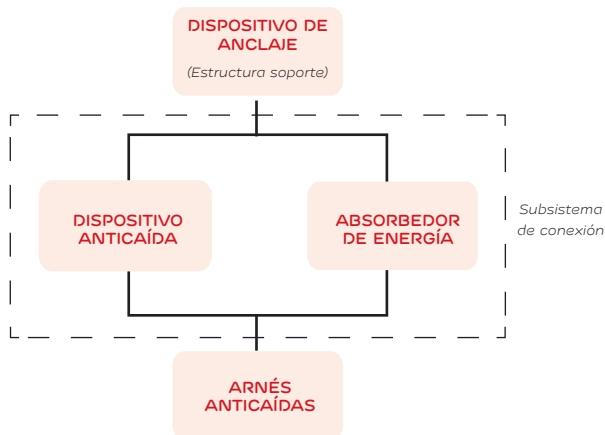 DISPOSITIVO DE
ANCLAJE
(Estructura soporte)
DISPOSITIVO
ANTICAÍDA
ABSORBEDOR
DE ENERGÍA
Subsistema
de conexión
ARNÉS
ANTICAÍDAS